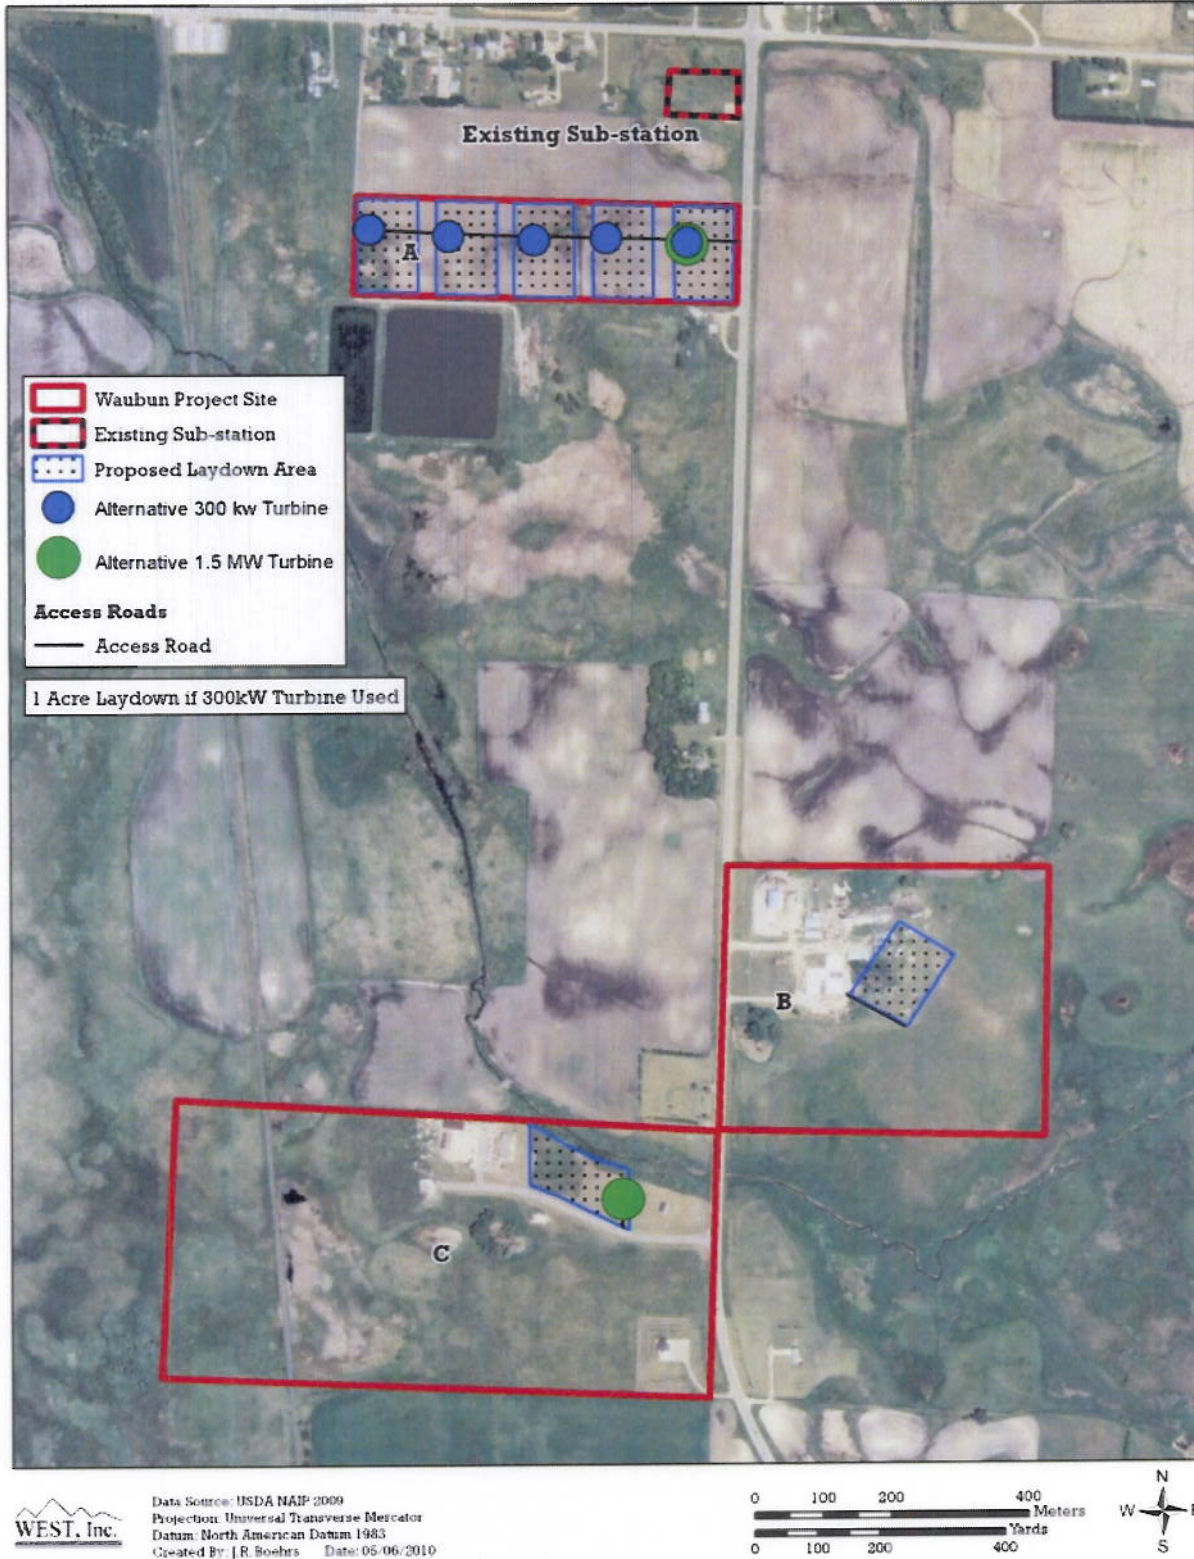 Existing Sub-station
A
Waubun Project Site
Existing Sub-station
Proposed Laydown Area
Alternative 300 kw Turbine
Alternative 1.5 MW Turbine
Access Roads
Access Road
1 Acre Laydown if 300kW Turbine Used
B
C
WEST, Inc.
Data Source: USDA NAIP 2009
Projection: Universal Transverse Mercator
Datum: North American Datum 1983
Created By: J.R. Boehrs Date: 05/06/2010
0 100 200 400
Meters
Yards
0 100 200 400
N
W E
S